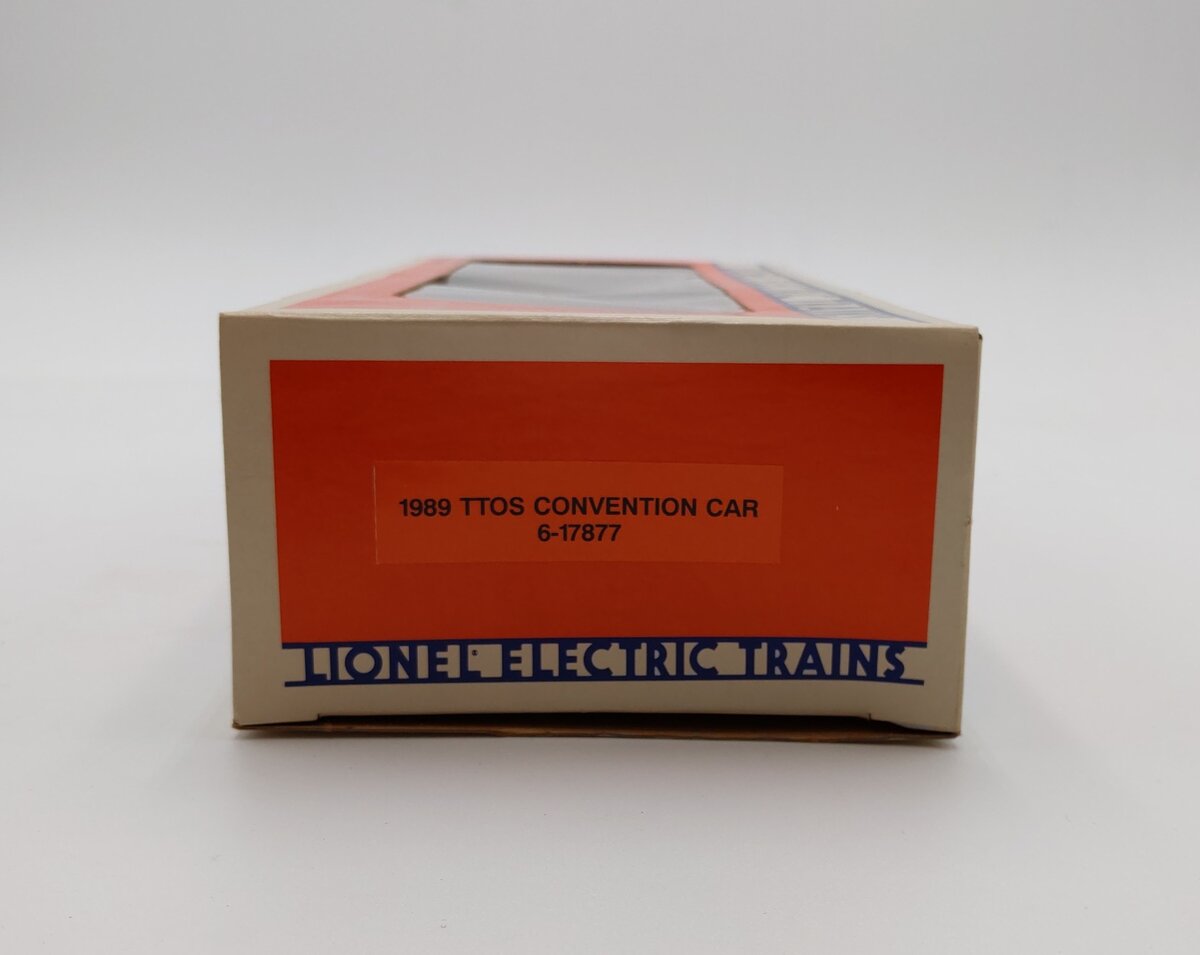 1989 TTOS CONVENTION CAR
6-17877
LIONEL® ELECTRIC TRAINS